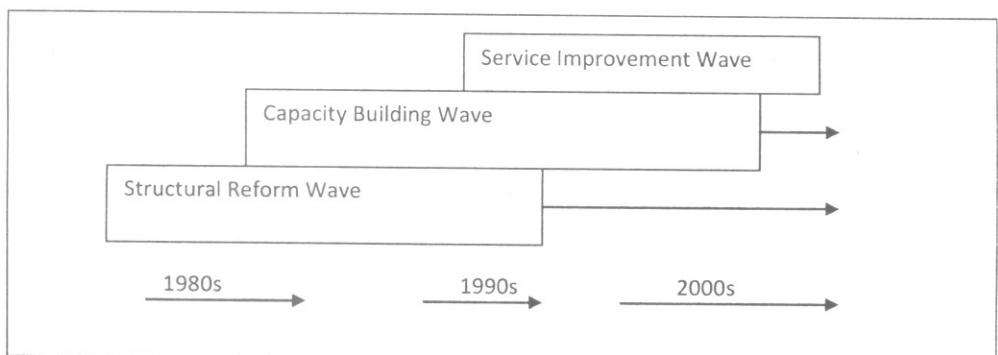 Service Improvement Wave
Capacity Building Wave
Structural Reform Wave
1980s
1990s
2000s